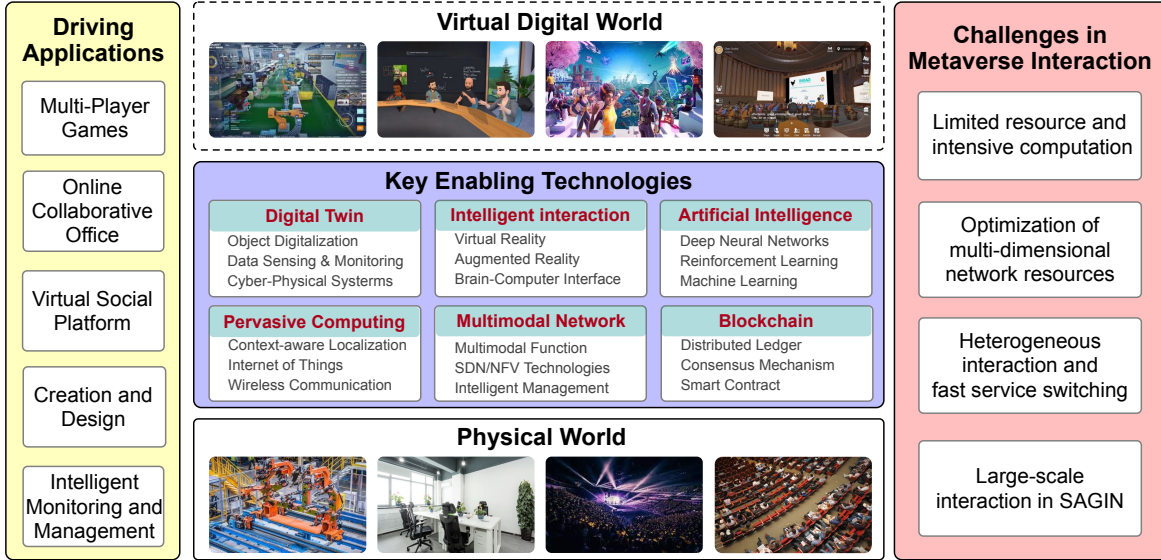 Driving
Applications
Multi-Player
Games
Online
Collaborative
Office
Virtual Social
Platform
Creation and
Design
Intelligent
Monitoring and
Management
Virtual Digital World
Key Enabling Technologies
Digital Twin
Object Digitalization
Data Sensing & Monitoring
Cyber-Physical Systerms
Intelligent interaction
Virtual Reality
Augmented Reality
Brain-Computer Interface
Artificial Intelligence
Deep Neural Networks
Reinforcement Learning
Machine Learning
Pervasive Computing
Context-aware Localization
Internet of Things
Wireless Communication
Multimodal Network
Multimodal Function
SDN/NFV Technologies
Intelligent Management
Blockchain
Distributed Ledger
Consensus Mechanism
Smart Contract
Physical World
Challenges in
Metaverse Interaction
Limited resource and
intensive computation
Optimization of
multi-dimensional
network resources
Heterogeneous
interaction and
fast service switching
Large-scale
interaction in SAGIN